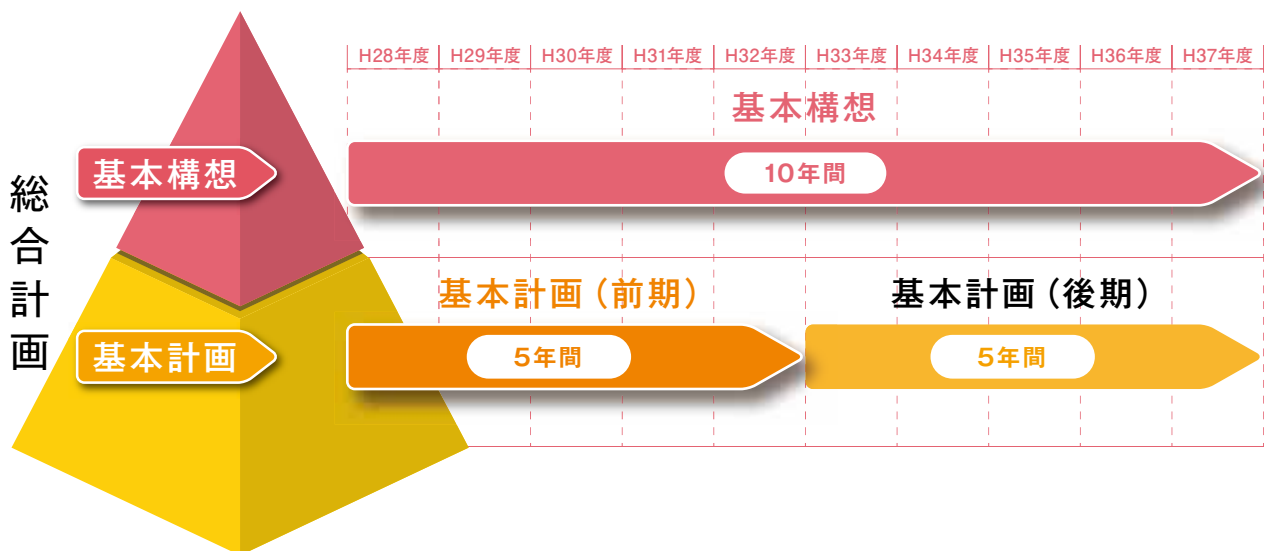 総合計画
H28年度 H29年度 H30年度 H31年度 H32年度 H33年度 H34年度 H35年度 H36年度 H37年度
基本構想
基本構想
10年間
基本計画（前期）
基本計画（後期）
基本計画
5年間
5年間